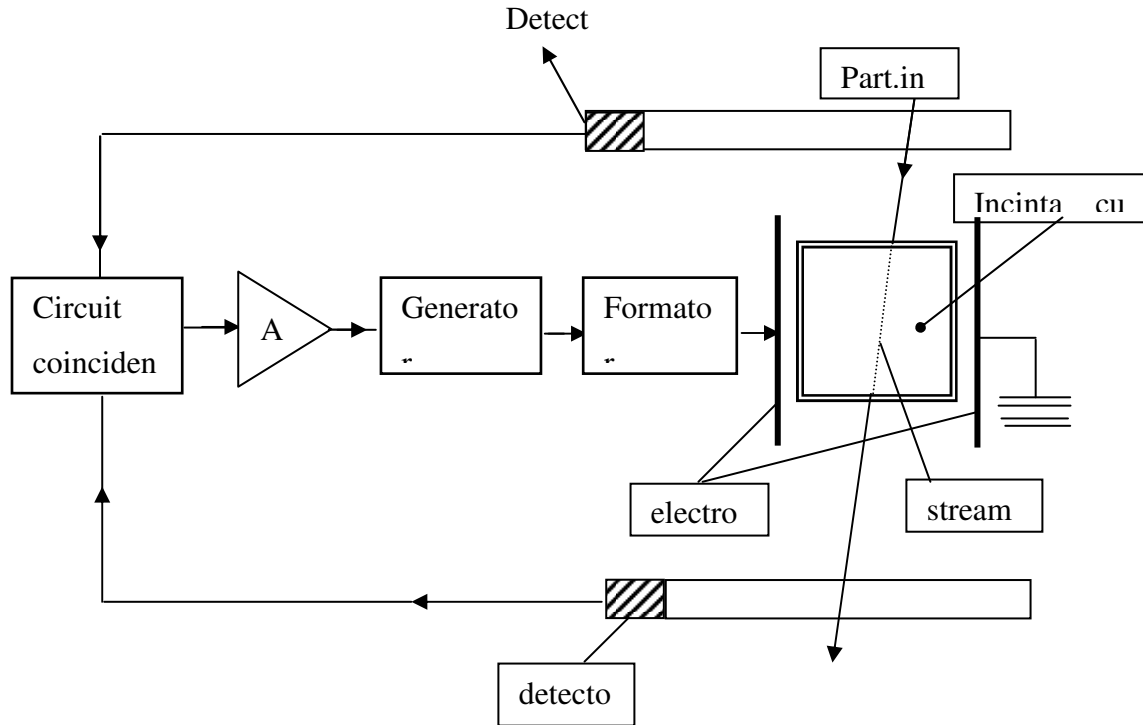 Detect
Part.in
Incinta cu
Circuit
coinciden
A
Generato
r
Formato
r
electro
stream
detecto